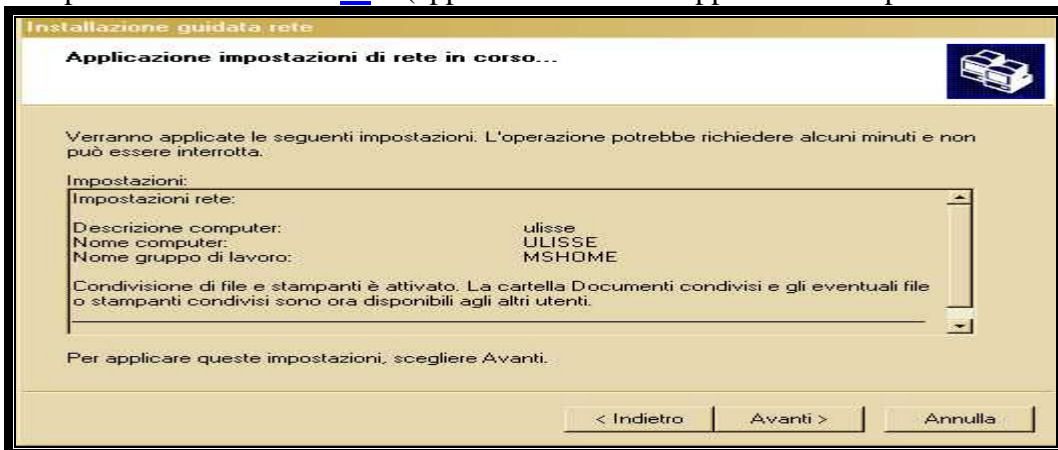 Installazione guidata rete
Applicazione impostazioni di rete in corso...
Verranno applicate le seguenti impostazioni. L'operazione potrebbe richiedere alcuni minuti e non
può essere interrotta.
Impostazioni:
Impostazioni rete:
Descrizione computer: ulisse
Nome computer: ULISSE
Nome gruppo di lavoro: MSHOME
Condivisione di file e stampanti è attivato. La cartella Documenti condivisi e gli eventuali file
o stampanti condivisi sono ora disponibili agli altri utenti.
Per applicare queste impostazioni, scegliere Avanti.
< Indietro Avanti > Annulla